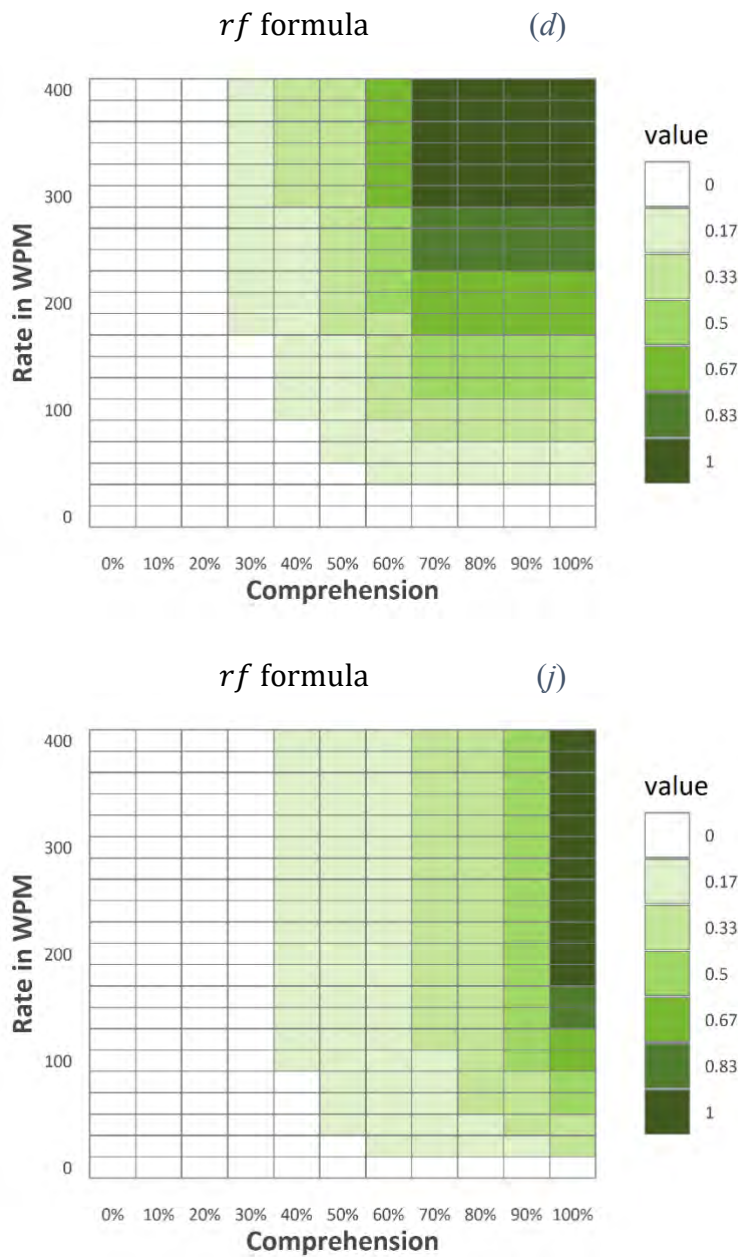 rf formula (d)
400
300
200
100
0
Rate in WPM
0% 10% 20% 30% 40% 50% 60% 70% 80% 90% 100%
Comprehension
value
0
0.17
0.33
0.5
0.67
0.83
1
rf formula (j)
400
300
200
100
0
Rate in WPM
0% 10% 20% 30% 40% 50% 60% 70% 80% 90% 100%
Comprehension
value
0
0.17
0.33
0.5
0.67
0.83
1